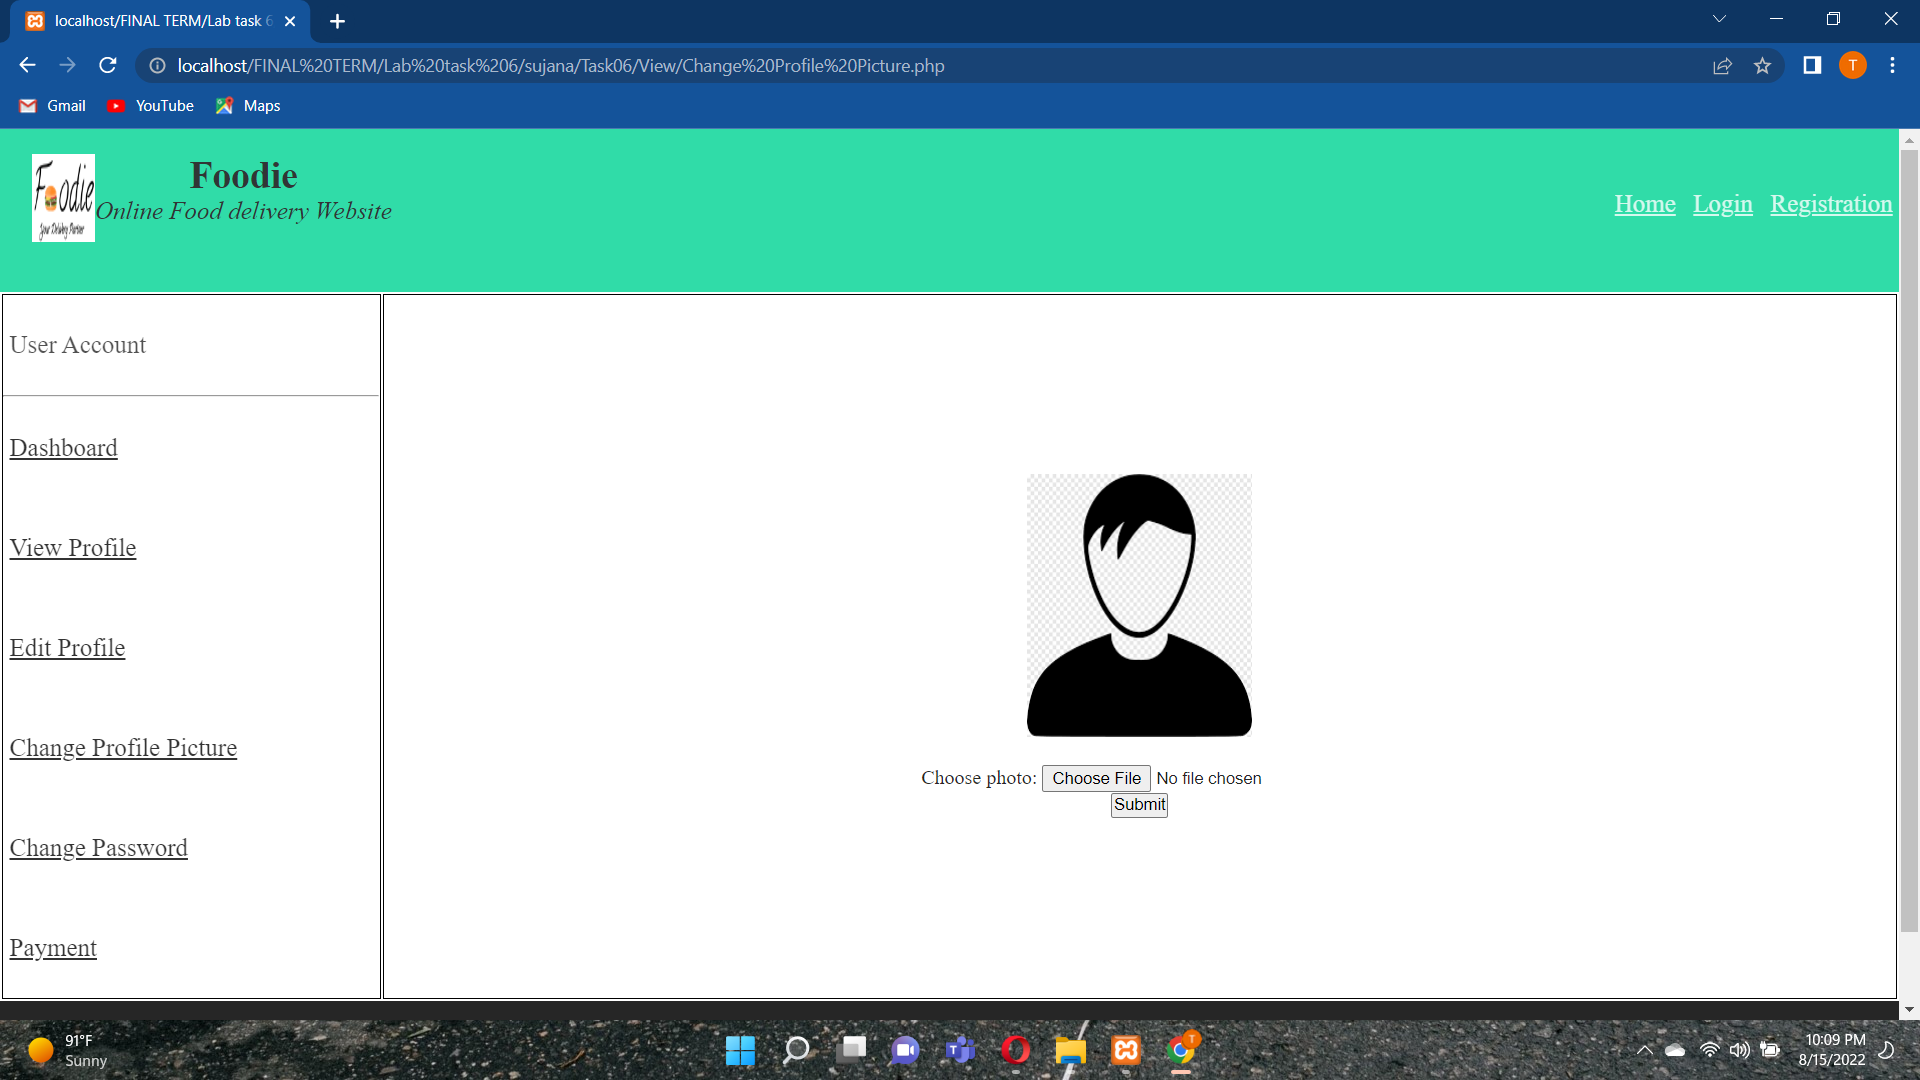 localhost/FINAL TERM/Lab task 6
localhost/FINAL%20TERM/Lab%20task%206/sujana/Task06/View/Change%20Profile%20Picture.php
T
Gmail YouTube Maps
Foodie
Your Delivery Partner
Foodie
Online Food delivery Website
Home Login Registration
User Account
Dashboard
View Profile
Edit Profile
Change Profile Picture
Change Password
Payment
Choose photo: Choose File No file chosen
Submit
91°F
Sunny
T
T
10:09 PM
8/15/2022